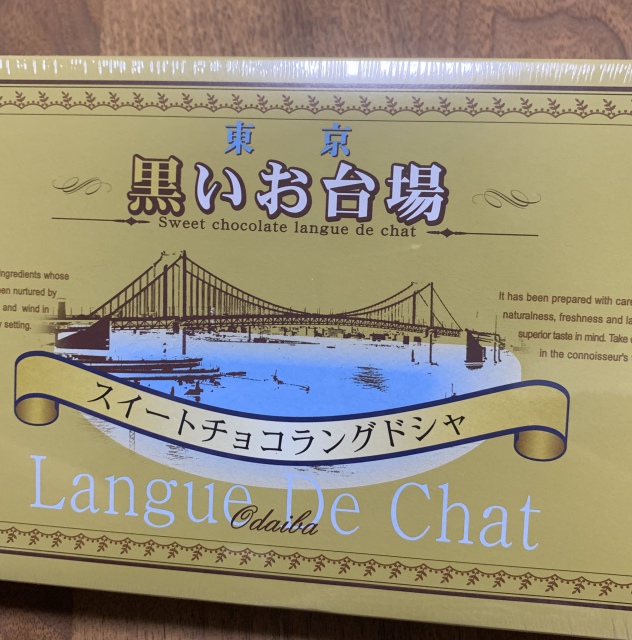 東京
黒いお台場
Sweet chocolate langue de chat
ingredients whose
een nurtured by
and wind in
setting.
It has been prepared with care
naturalness, freshness and la
superior taste in mind. Take
in the connoisseur's
スイートチョコラングドシャ
Langue De Chat
Odaiba